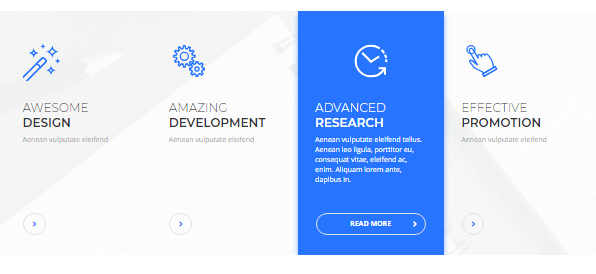 AWESOME
DESIGN
Aenean vulputate eleifend
AMAZING
DEVELOPMENT
Aenean vulputate eleifend
ADVANCED
RESEARCH
Aenean vulputate eleifend tellus.
Aenean leo ligula, porttitor eu,
consequat vitae, eleifend ac,
enim. Aliquam lorem ante,
dapibus in.
READ MORE
EFFECTIVE
PROMOTION
Aenean vulputate eleifend